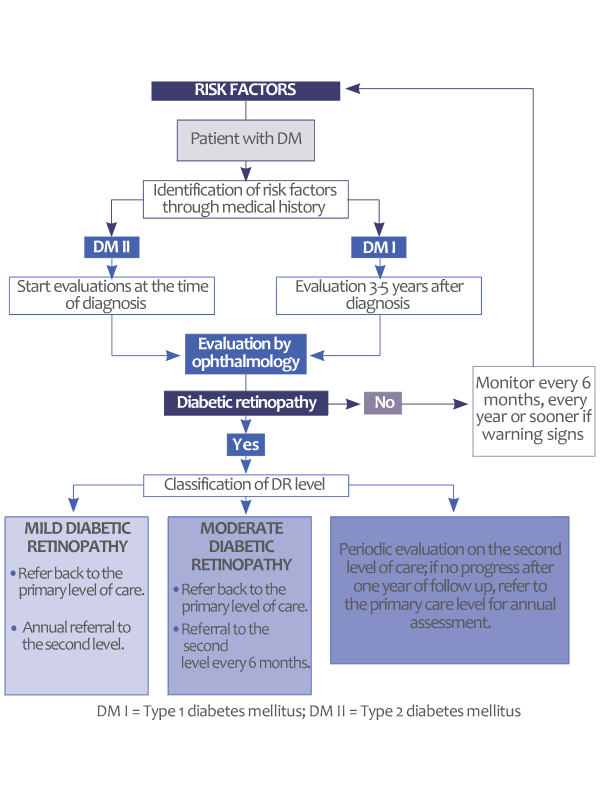 RISK FACTORS
Patient with DM
Identification of risk factors
through medical history
DM II
DM I
Start evaluations at the time
of diagnosis
Evaluation 3-5 years after
diagnosis
Evaluation by
ophthalmology
Diabetic retinopathy
No
Monitor every 6
months, every
year or sooner if
warning signs
Yes
Classification of DR level
MILD DIABETIC
RETINOPATHY
• Refer back to the
primary level of care.
• Annual referral to
the second level.
MODERATE
DIABETIC
RETINOPATHY
• Refer back to the
primary level of care.
• Referral to the
second
level every 6 months.
Periodic evaluation on the second
level of care; if no progress after
one year of follow up, refer to
the primary care level for annual
assessment.
DM I = Type 1 diabetes mellitus; DM II = Type 2 diabetes mellitus